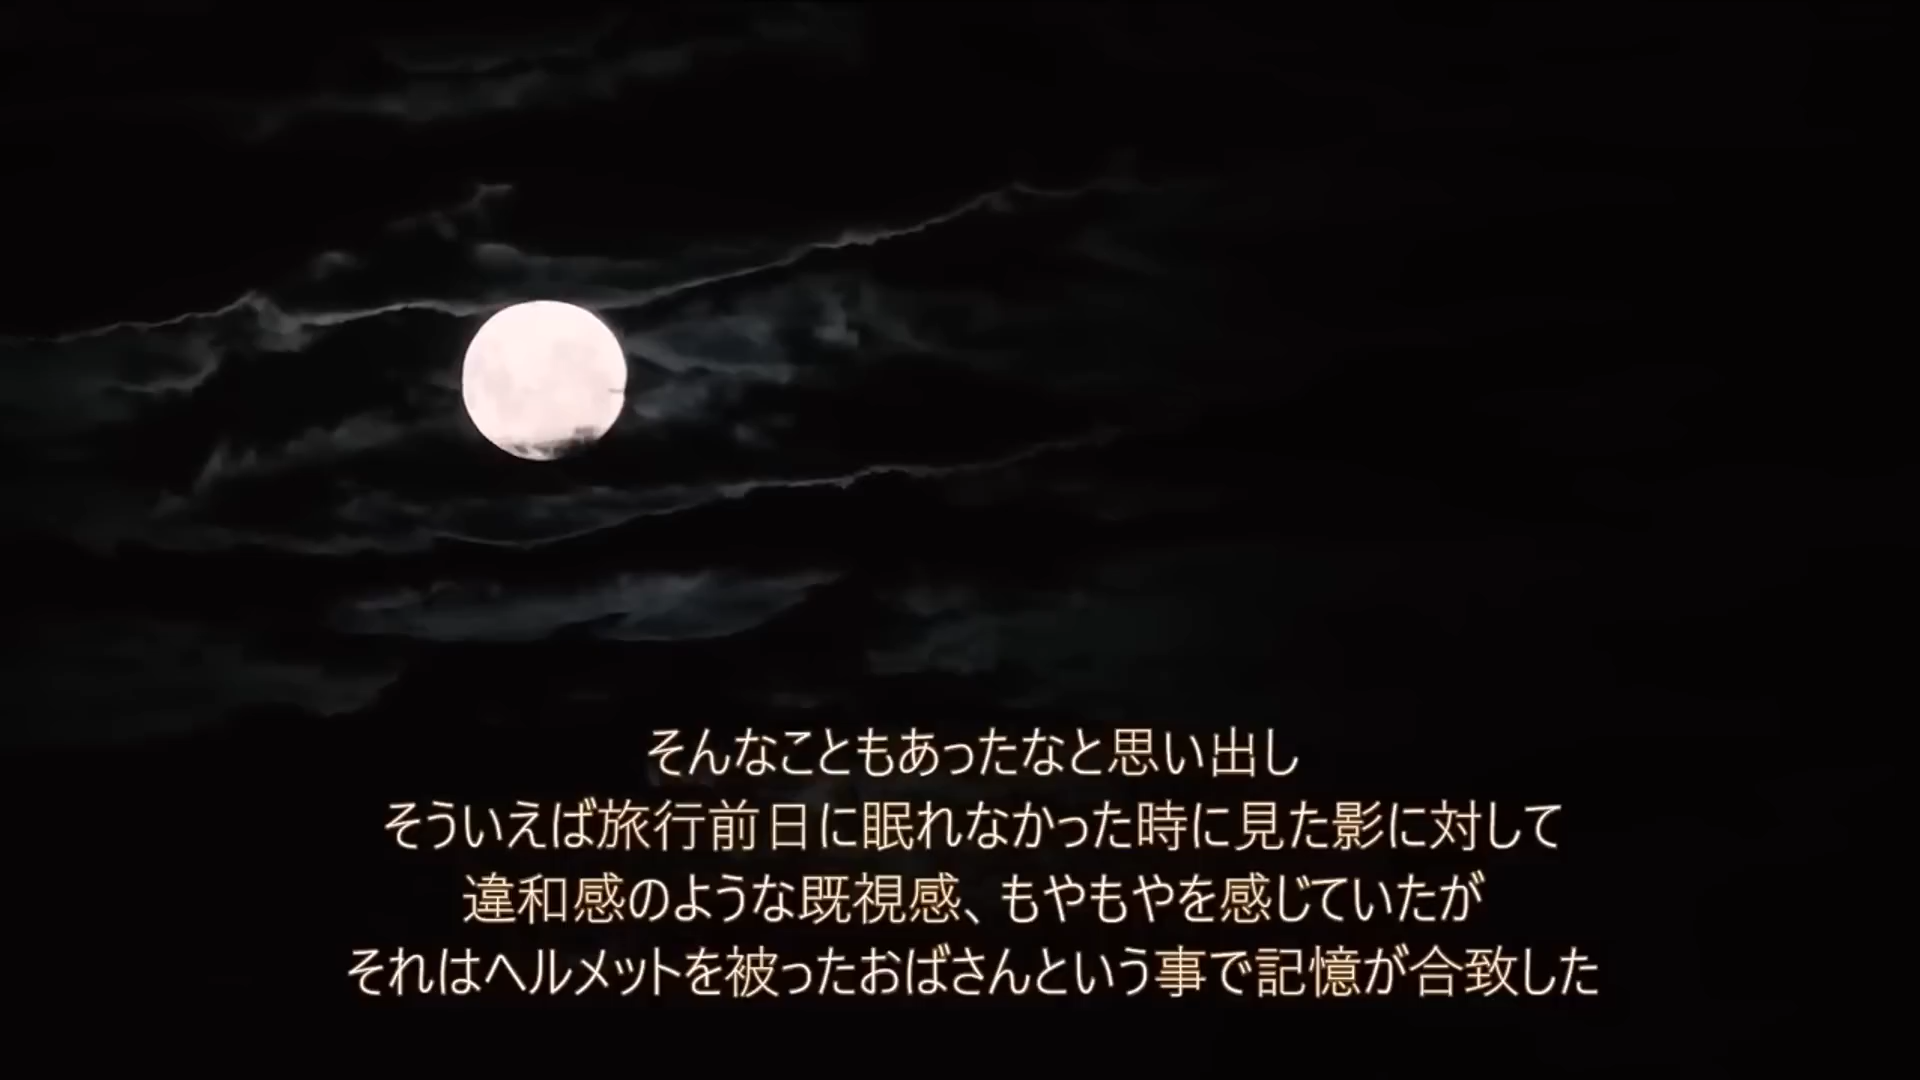 そんなこともあったなと思い出し
そういえば旅行前日に眠れなかった時に見た影に対して
違和感のような既視感、もやもやを感じていたが
それはヘルメットを被ったおばさんという事で記憶が合致した